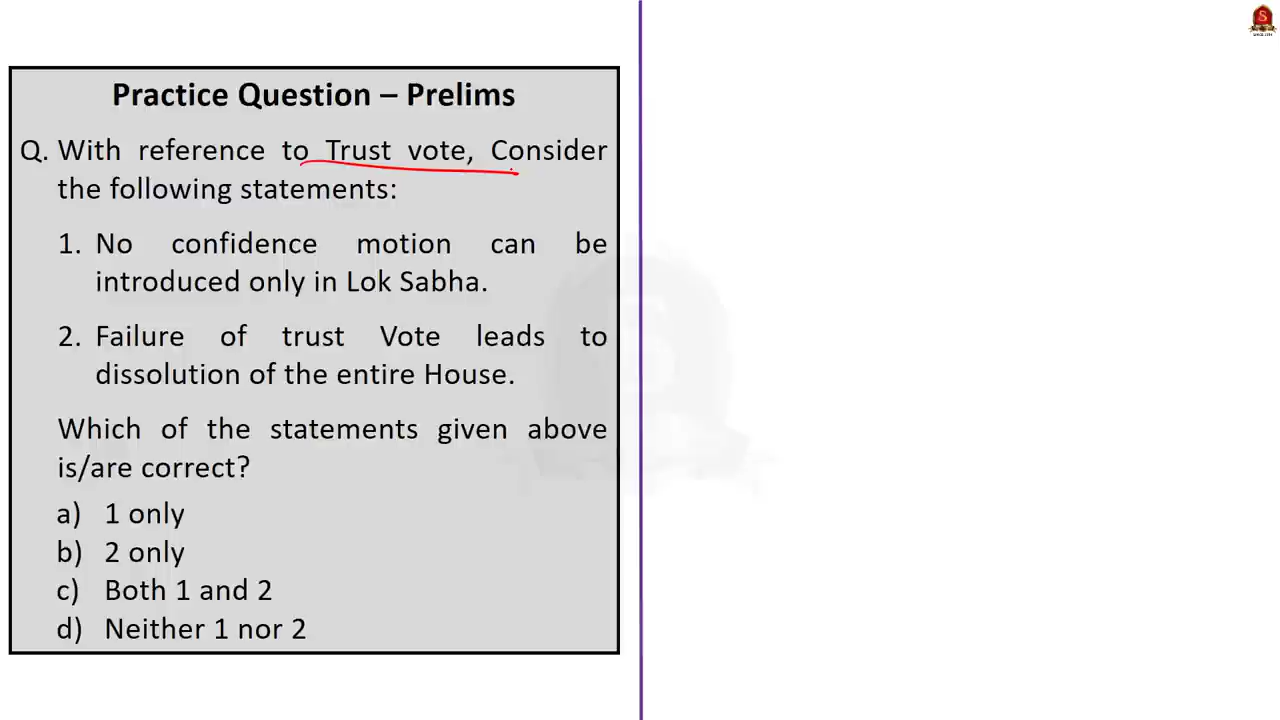 Practice Question – Prelims
Q. With reference to Trust vote, Consider
the following statements:
1. No confidence motion can be
introduced only in Lok Sabha.
2. Failure of trust Vote leads to
dissolution of the entire House.
Which of the statements given above
is/are correct?
a) 1 only
b) 2 only
c) Both 1 and 2
d) Neither 1 nor 2